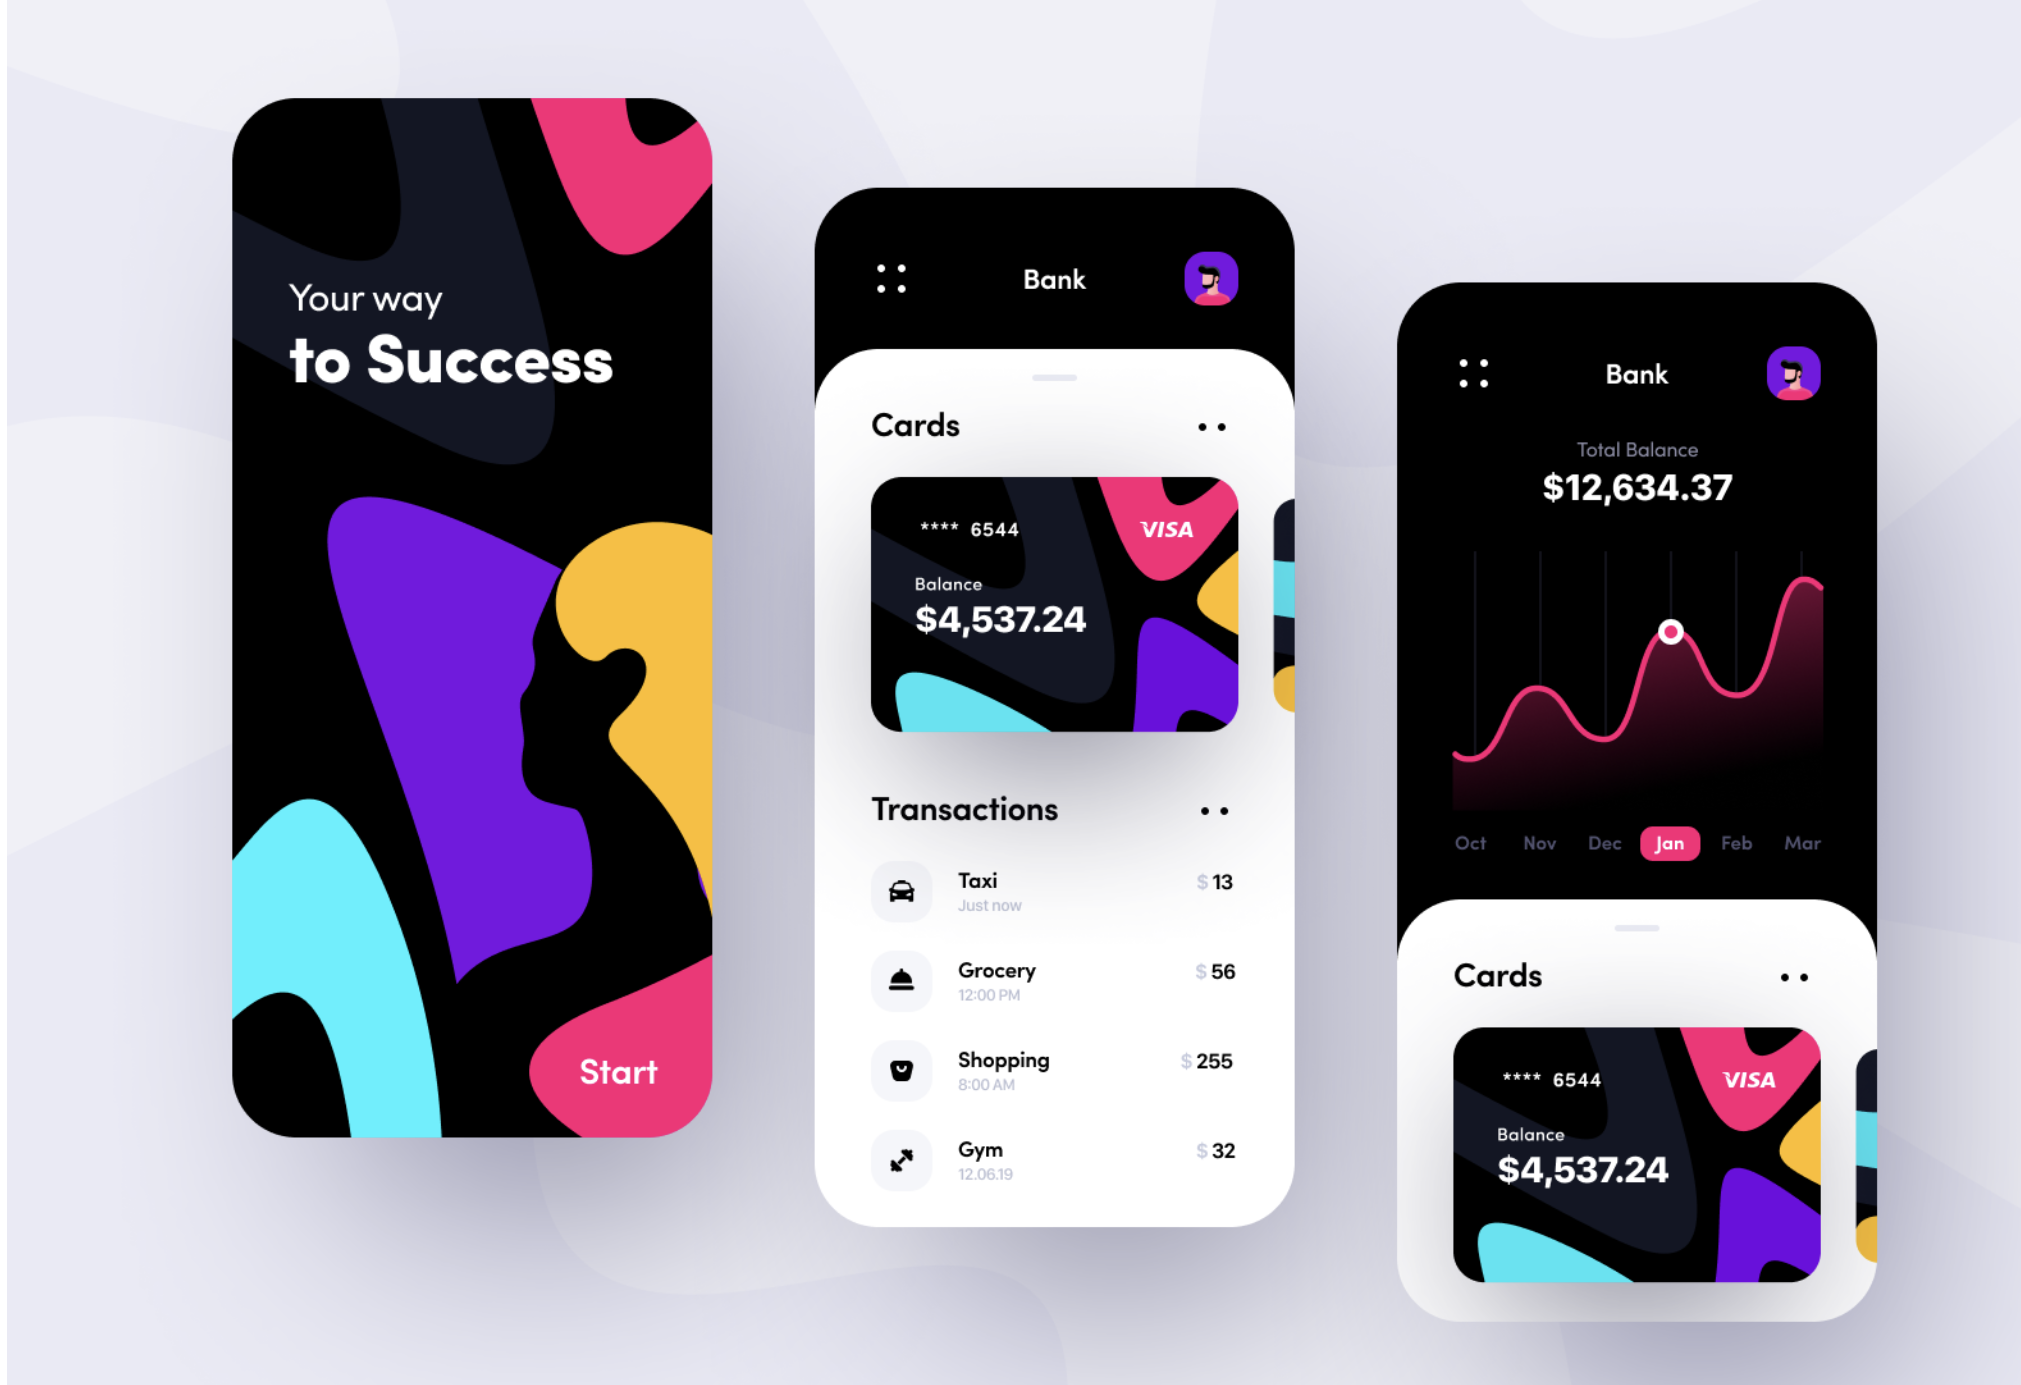 Your way
to Success
Start
Bank
Cards
**** 6544
VISA
Balance
$4,537.24
Transactions
Taxi
Just now
$ 13
Grocery
12:00 PM
$ 56
Shopping
8:00 AM
$ 255
Gym
12.06.19
$ 32
Bank
Total Balance
$12,634.37
Oct Nov Dec Jan Feb Mar
Cards
**** 6544
VISA
Balance
$4,537.24